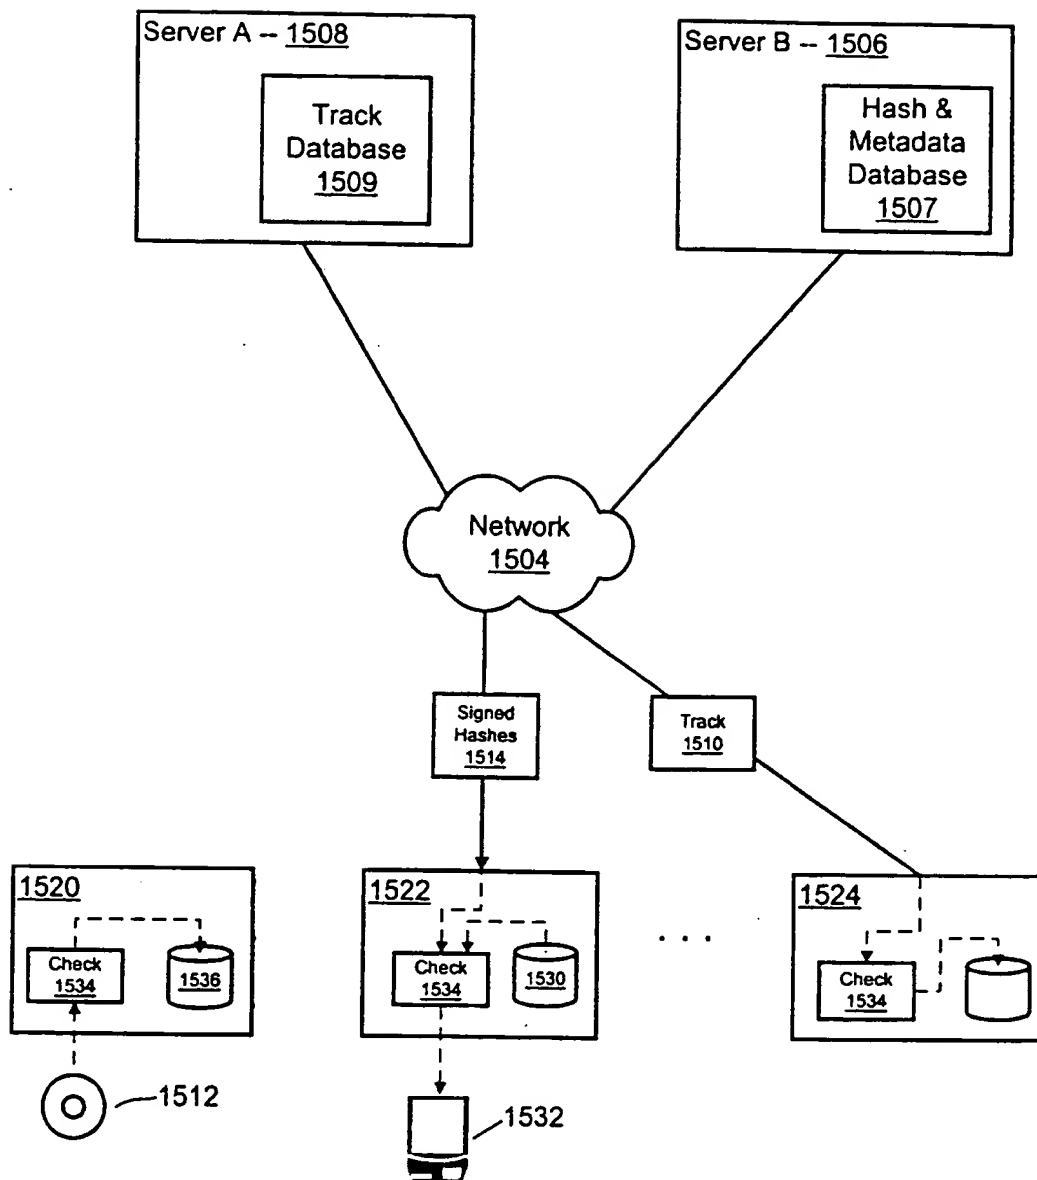 Server A -- 1508
Track
Database
1509
Server B -- 1506
Hash &
Metadata
Database
1507
Network
1504
Signed
Hashes
1514
Track
1510
1520
Check
1534
1536
1512
1522
Check
1534
1530
1532
. . .
1524
Check
1534